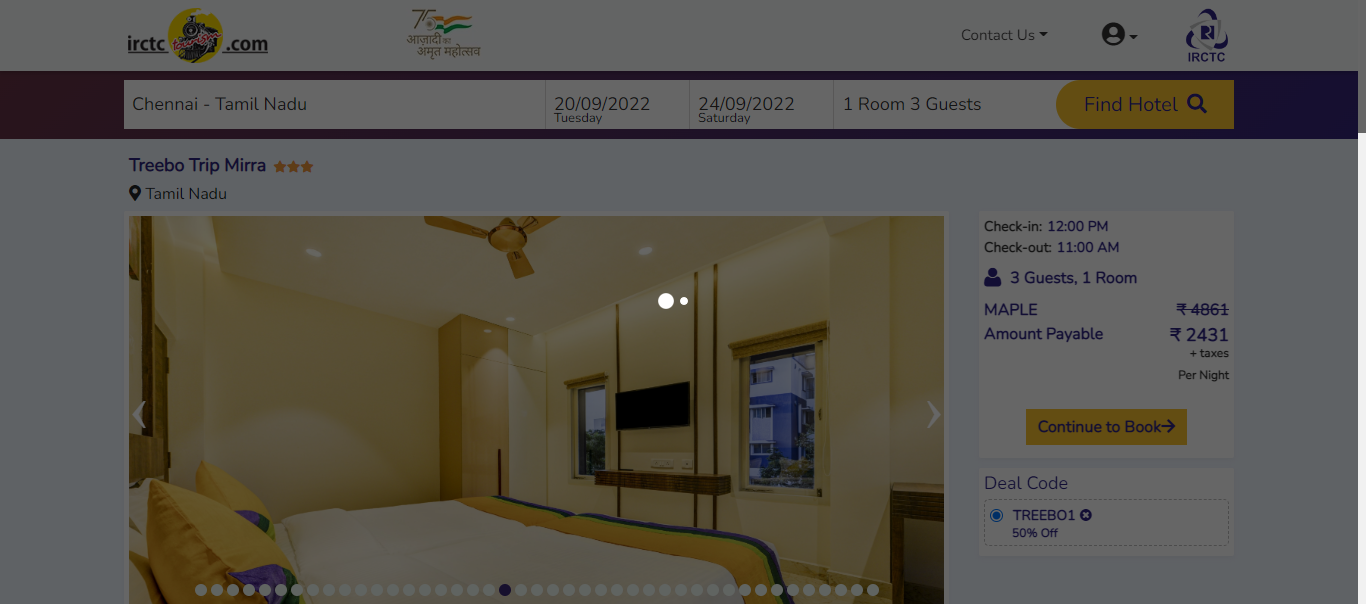 irctc tourism .com
75
आज़ादी का
अमृत महोत्सव
Contact Us
IRCTC
Chennai - Tamil Nadu
20/09/2022
Tuesday
24/09/2022
Saturday
1 Room 3 Guests
Find Hotel
Treebo Trip Mirra
Tamil Nadu
Check-in: 12:00 PM
Check-out: 11:00 AM
3 Guests, 1 Room
MAPLE ₹ 4861
Amount Payable ₹ 2431
+ taxes
Per Night
Continue to Book
Deal Code
TREEBO1
50% Off